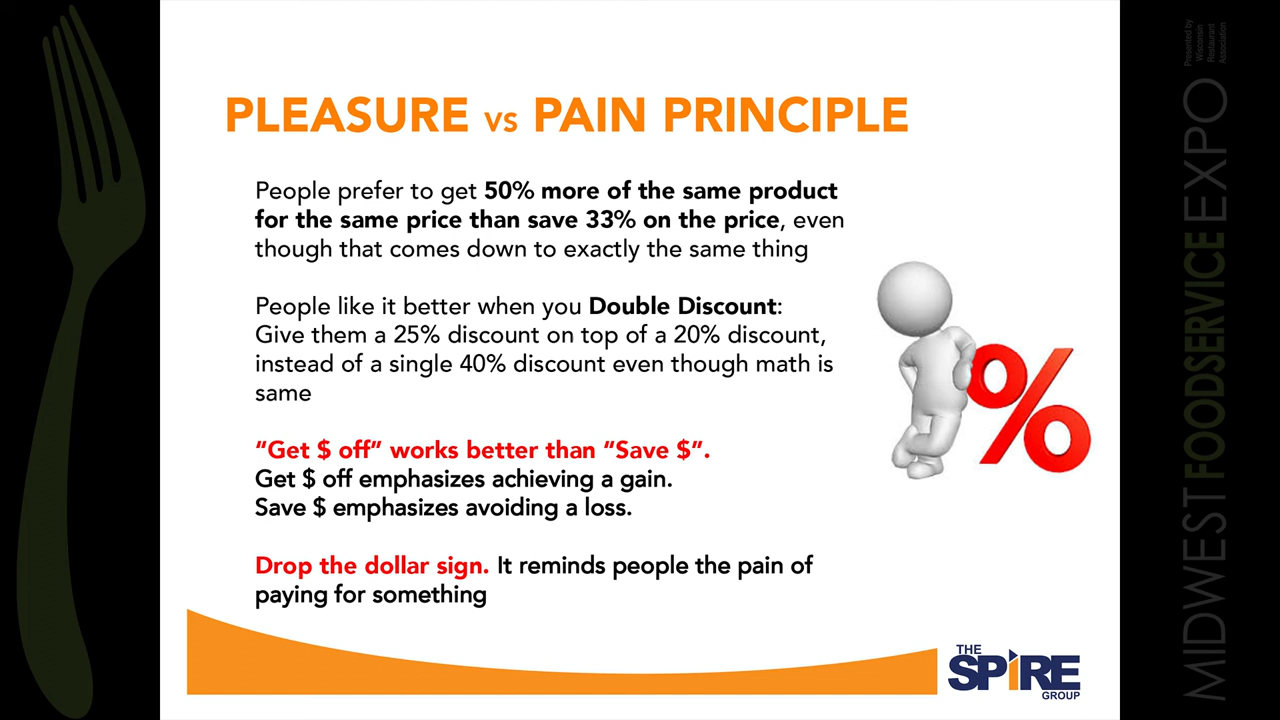 PLEASURE vs PAIN PRINCIPLE
People prefer to get 50% more of the same product
for the same price than save 33% on the price, even
though that comes down to exactly the same thing
People like it better when you Double Discount:
Give them a 25% discount on top of a 20% discount,
instead of a single 40% discount even though math is
same
“Get $ off” works better than “Save $”.
Get $ off emphasizes achieving a gain.
Save $ emphasizes avoiding a loss.
Drop the dollar sign. It reminds people the pain of
paying for something
%
THE
SPIRE
GROUP
MIDWEST FOODSERVICE EXPO
Presented by
Wisconsin
Restaurant
Association